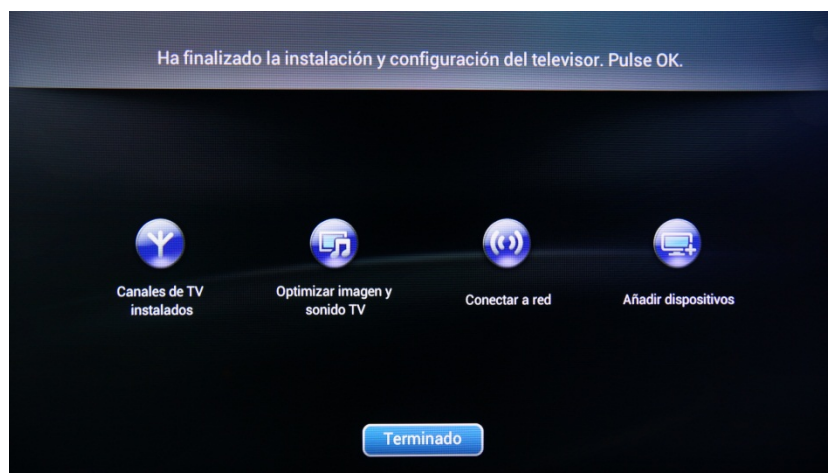 Ha finalizado la instalación y configuración del televisor. Pulse OK.
Canales de TV
instalados
Optimizar imagen y
sonido TV
Conectar a red
Añadir dispositivos
Terminado